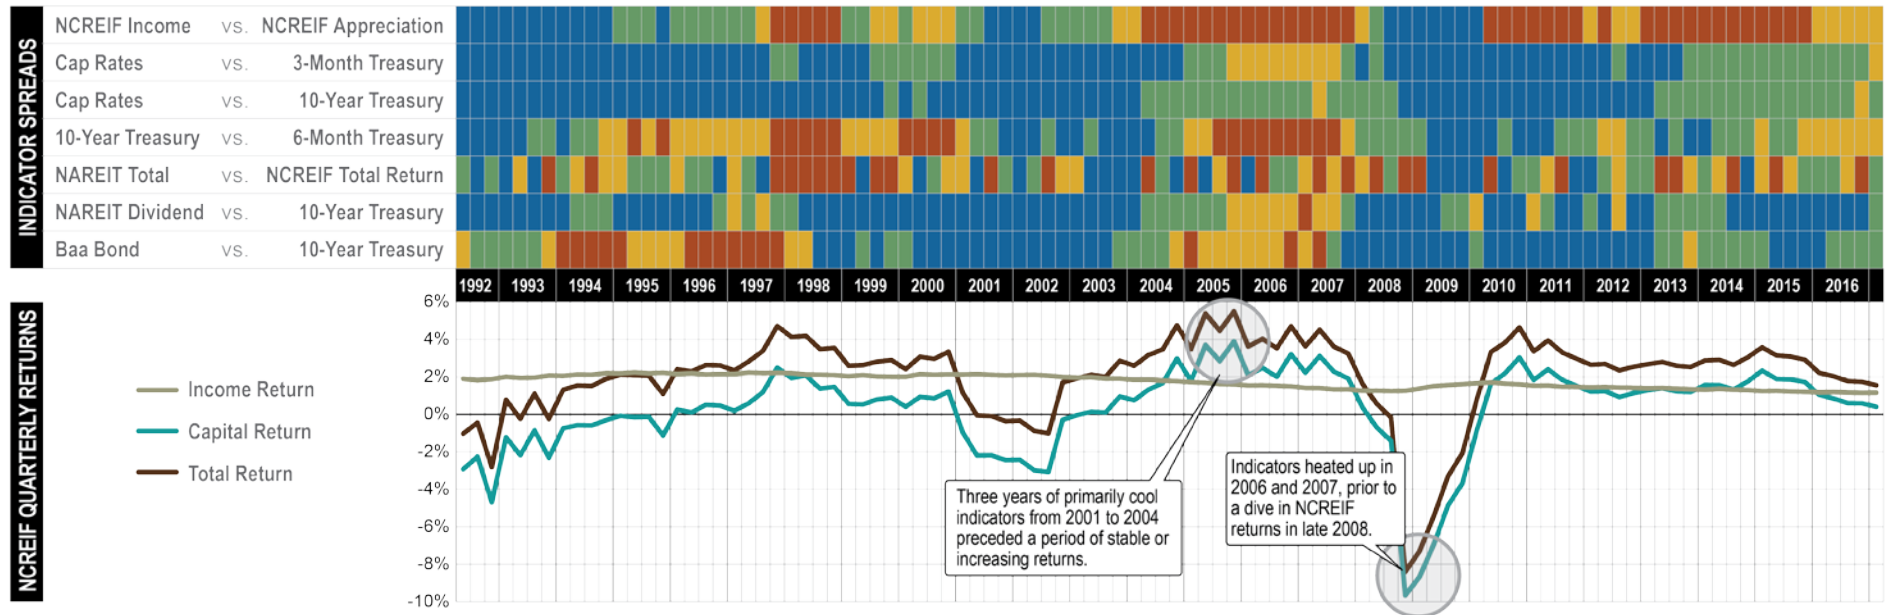 INDICATOR SPREADS
NCREIF Income vs. NCREIF Appreciation
Cap Rates vs. 3-Month Treasury
Cap Rates vs. 10-Year Treasury
10-Year Treasury vs. 6-Month Treasury
NAREIT Total vs. NCREIF Total Return
NAREIT Dividend vs. 10-Year Treasury
Baa Bond vs. 10-Year Treasury
1992 1993 1994 1995 1996 1997 1998 1999 2000 2001 2002 2003 2004 2005 2006 2007 2008 2009 2010 2011 2012 2013 2014 2015 2016
NCREIF QUARTERLY RETURNS
Income Return
Capital Return
Total Return
6%
4%
2%
0%
-2%
-4%
-6%
-8%
-10%
Three years of primarily cool
indicators from 2001 to 2004
preceded a period of stable or
increasing returns.
Indicators heated up in
2006 and 2007, prior to
a dive in NCREIF
returns in late 2008.